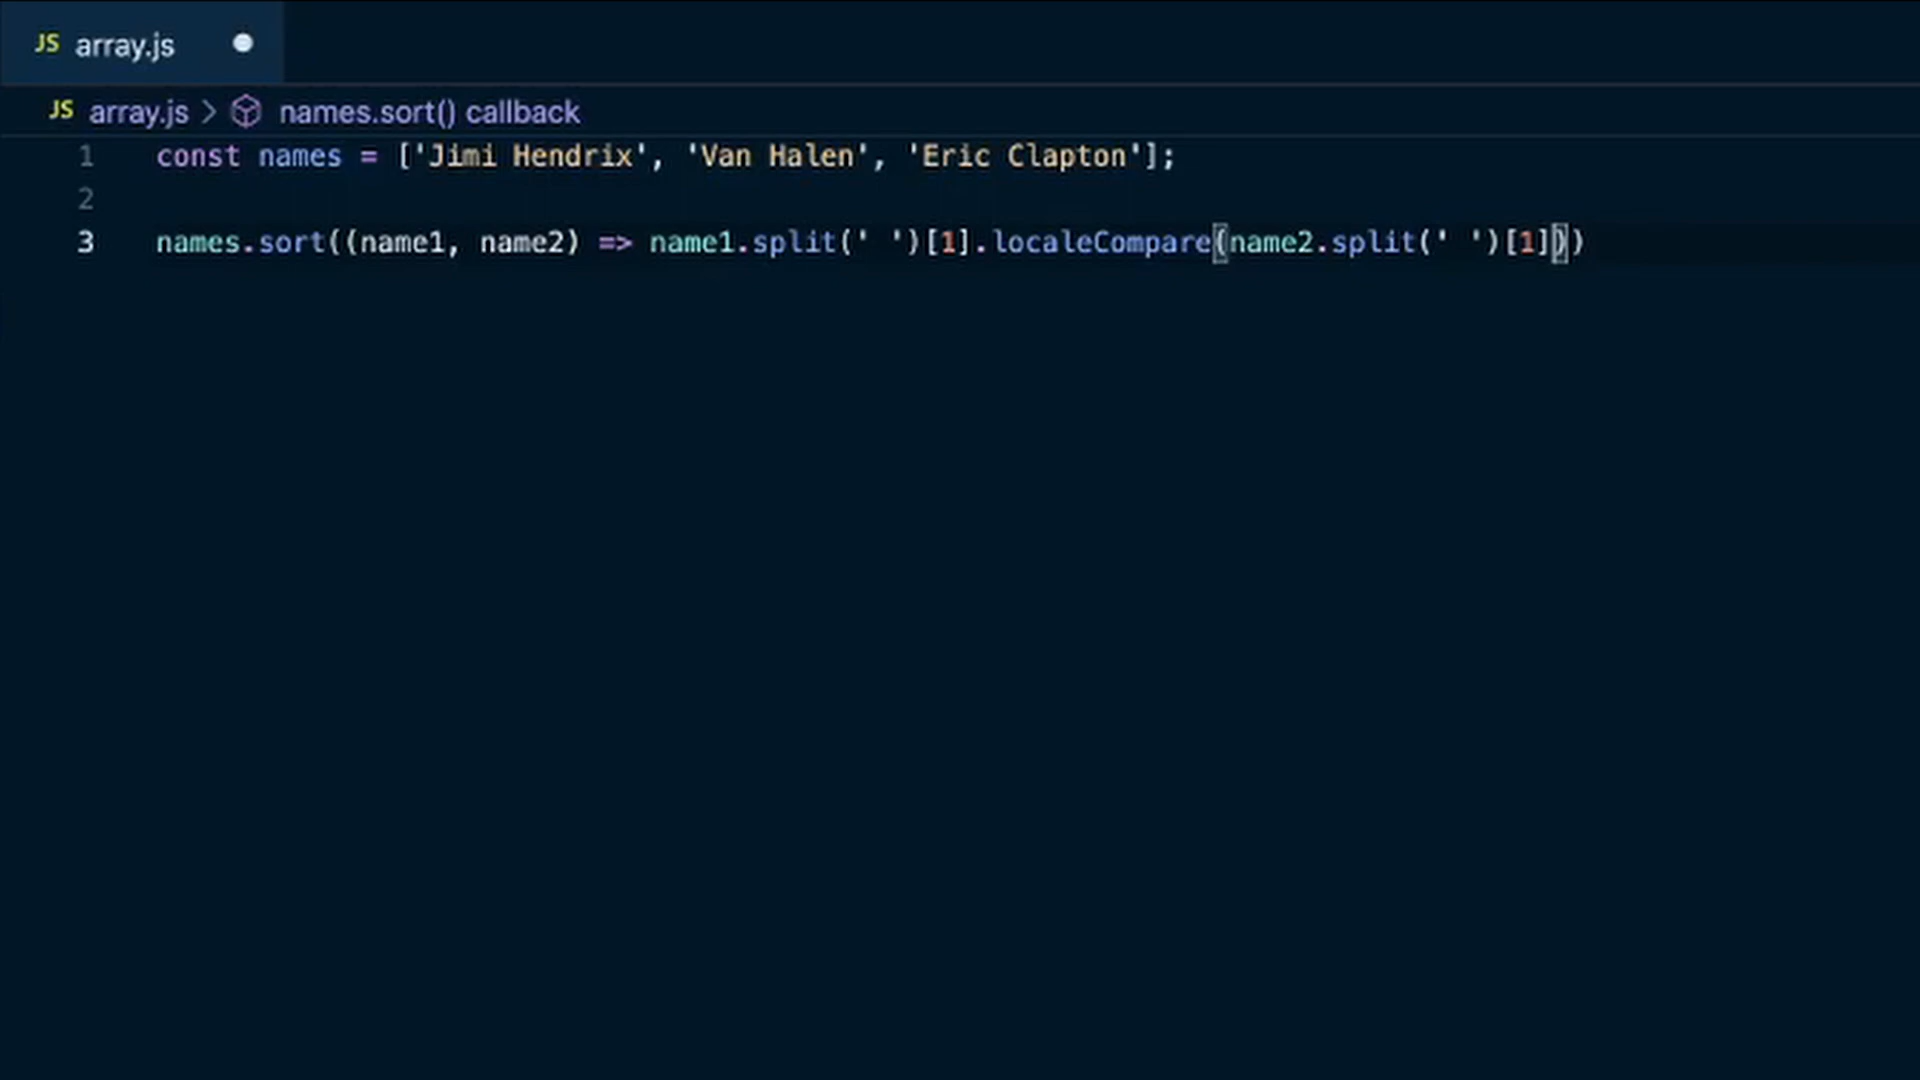 JS array.js
JS array.js > names.sort() callback
1 const names = ['Jimi Hendrix', 'Van Halen', 'Eric Clapton'];
2
3 names.sort((name1, name2) => name1.split(' ')[1].localeCompare(name2.split(' ')[1]))